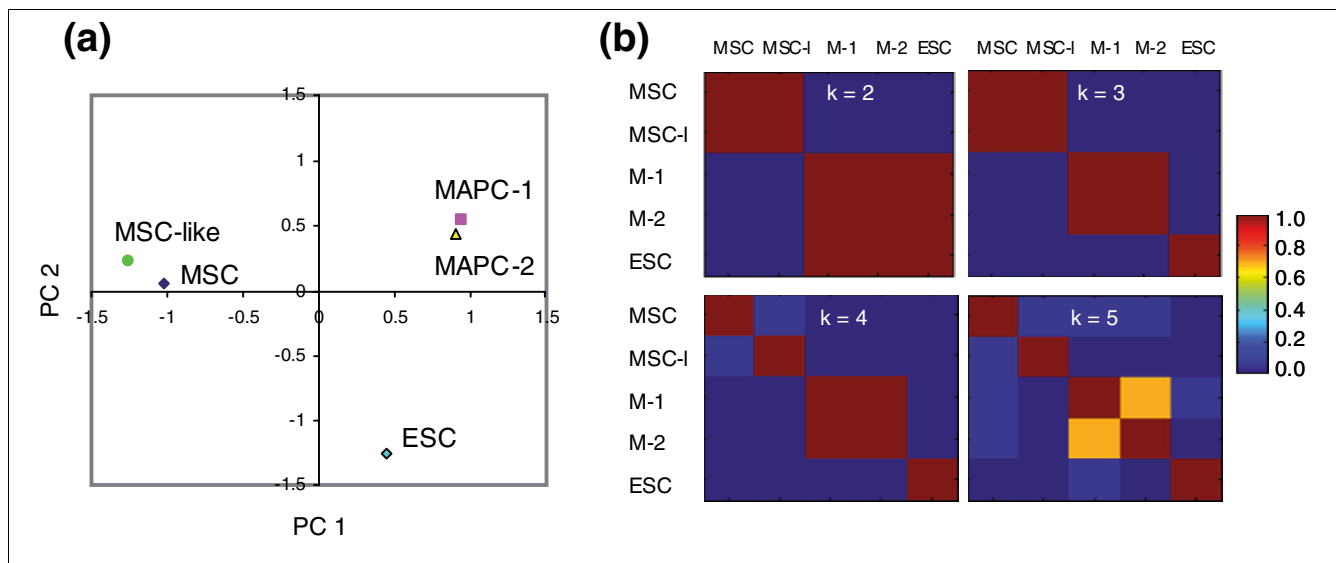 (a)
1.5
1
0.5
0
-0.5
-1
-1.5
-1.5
-1
-0.5
0
0.5
1
1.5
MAPC-1
MAPC-2
MSC-like
MSC
ESC
PC 2
PC 1
(b)
MSC MSC-l M-1 M-2 ESC
MSC MSC-l M-1 M-2 ESC
MSC
MSC-l
M-1
M-2
ESC
k = 2
k = 3
MSC
MSC-l
M-1
M-2
ESC
k = 4
k = 5
1.0
0.8
0.6
0.4
0.2
0.0